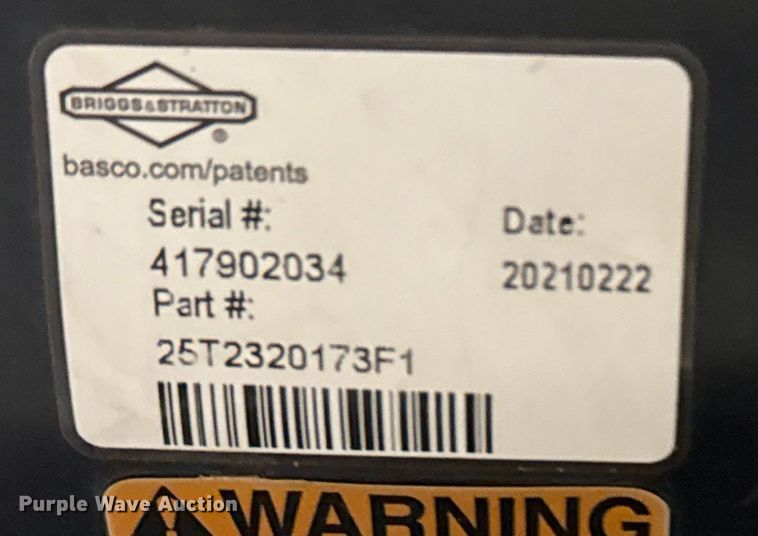 BRIGGS&STRATTON
®
basco.com/patents
Serial #:
417902034
Part #:
25T2320173F1
Date:
20210222
WARNING
Purple Wave Auction